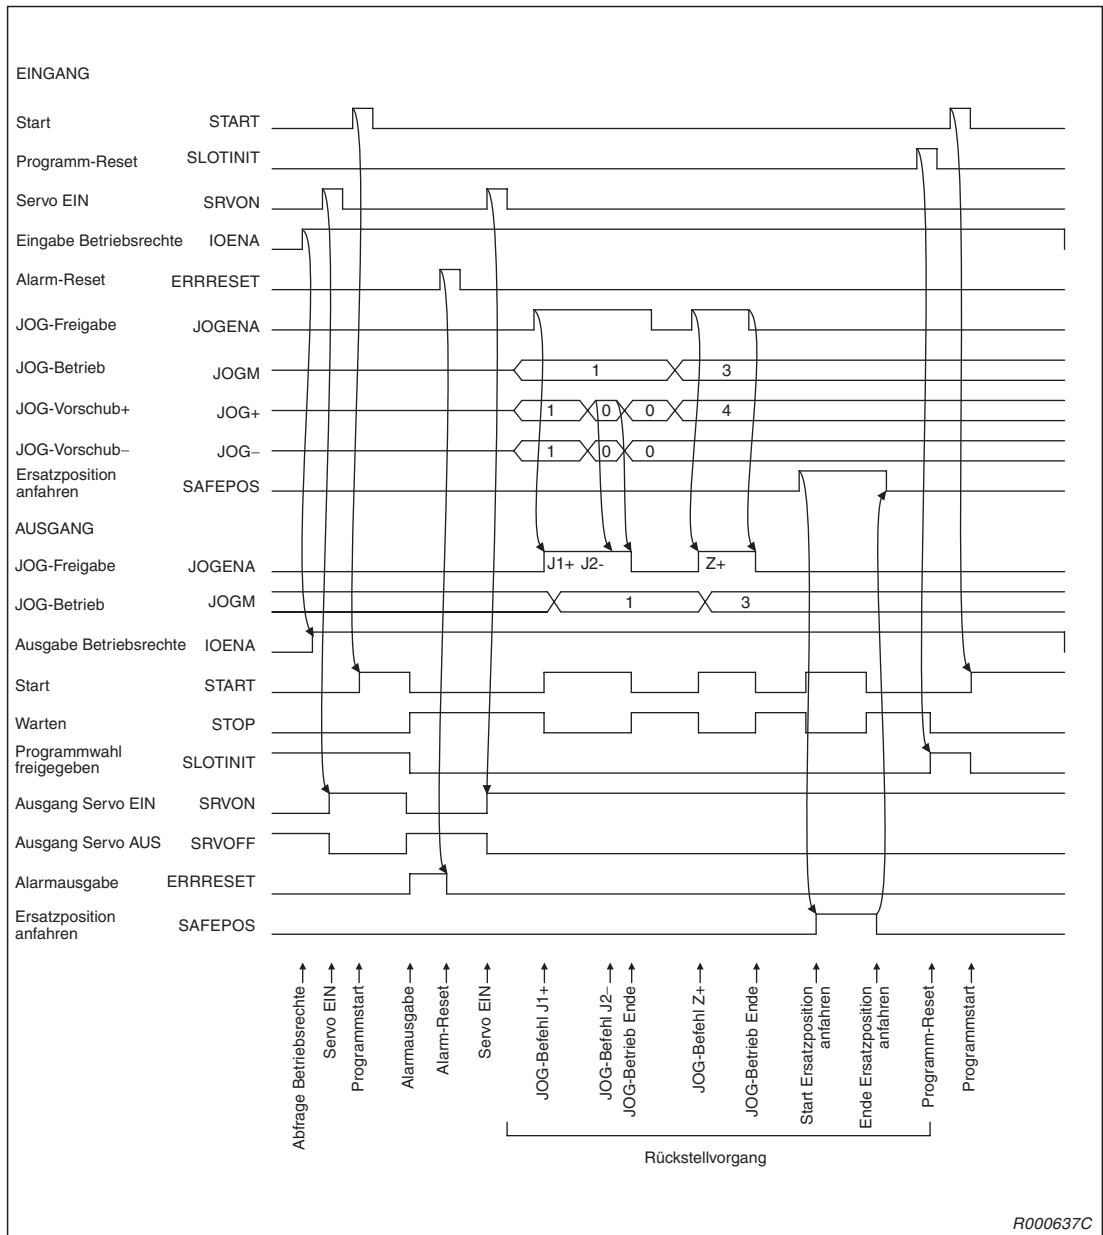 EINGANG
Start START
Programm-Reset SLOTINIT
Servo EIN SRVON
Eingabe Betriebsrechte IOENA
Alarm-Reset ERRRESET
JOG-Freigabe JOGENA
JOG-Betrieb JOGM 1 3
JOG-Vorschub+ JOG+ 1 0 0 4
JOG-Vorschub– JOG– 1 0 0
Ersatzposition
anfahren SAFEPOS
AUSGANG
JOG-Freigabe JOGENA J1+ J2- Z+
JOG-Betrieb JOGM 1 3
Ausgabe Betriebsrechte IOENA
Start START
Warten STOP
Programmwahl
freigegeben SLOTINIT
Ausgang Servo EIN SRVON
Ausgang Servo AUS SRVOFF
Alarmausgabe ERRRESET
Ersatzposition
anfahren SAFEPOS
Abfrage Betriebsrechte
Servo EIN
Programmstart
Alarmausgabe
Alarm-Reset
Servo EIN
JOG-Befehl J1+
JOG-Befehl J2–
JOG-Betrieb Ende
JOG-Befehl Z+
JOG-Betrieb Ende
Start Ersatzposition
anfahren
Ende Ersatzposition
anfahren
Programm-Reset
Programmstart
Rückstellvorgang
R000637C